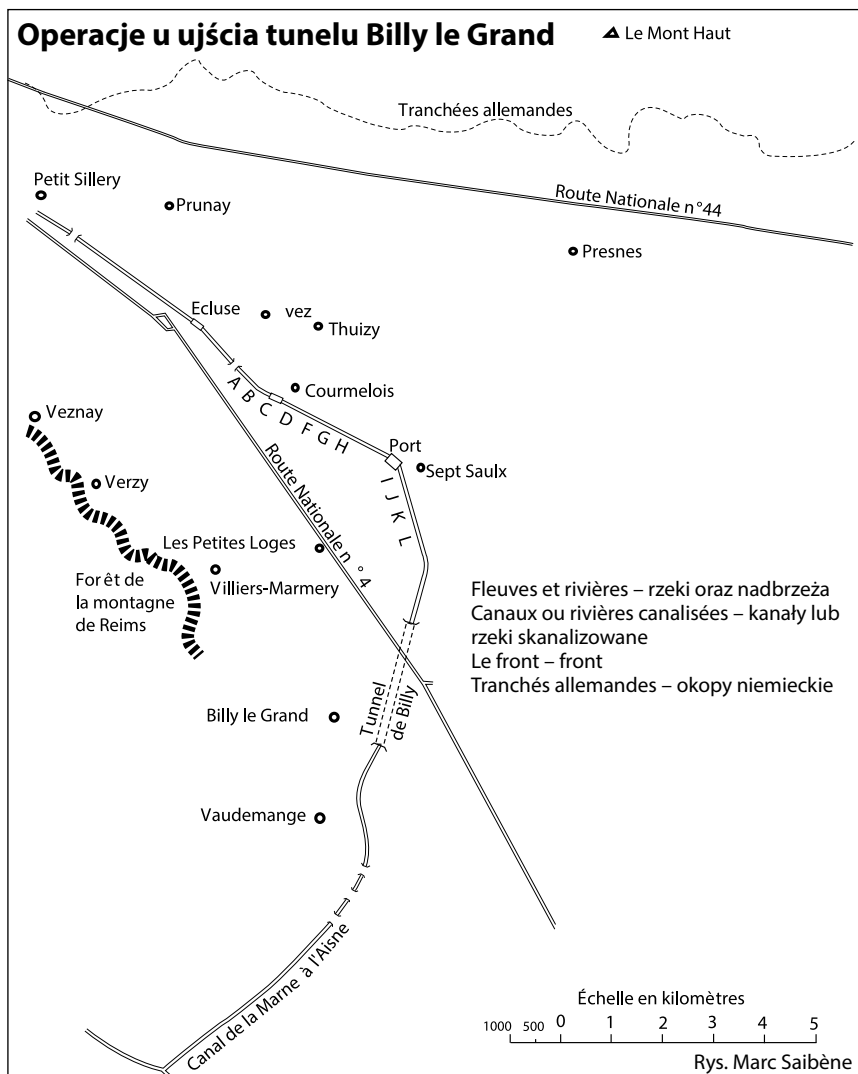 Operacje u ujścia tunelu Billy le Grand
Le Mont Haut
Tranchées allemandes
Petit Sillery
Prunay
Route Nationale n°44
Presnes
Ecluse
vez
Thuizy
A B C D F G H
Courmelois
Veznay
Port
Sept Saulx
Verzy
Route Nationale n °4
I J K L
Les Petites Loges
Villiers-Marmery
For êt de
la montagne
de Reims
Fleuves et rivières – rzeki oraz nadbrzeża
Canaux ou rivières canalisées – kanały lub
rzeki skanalizowane
Le front – front
Tranchés allemandes – okopy niemieckie
Billy le Grand
Tunnel
de Billy
Vaudemange
Canal de la Marne à l'Aisne
Échelle en kilomètres
1000 500 0 1 2 3 4 5
Rys. Marc Saibène